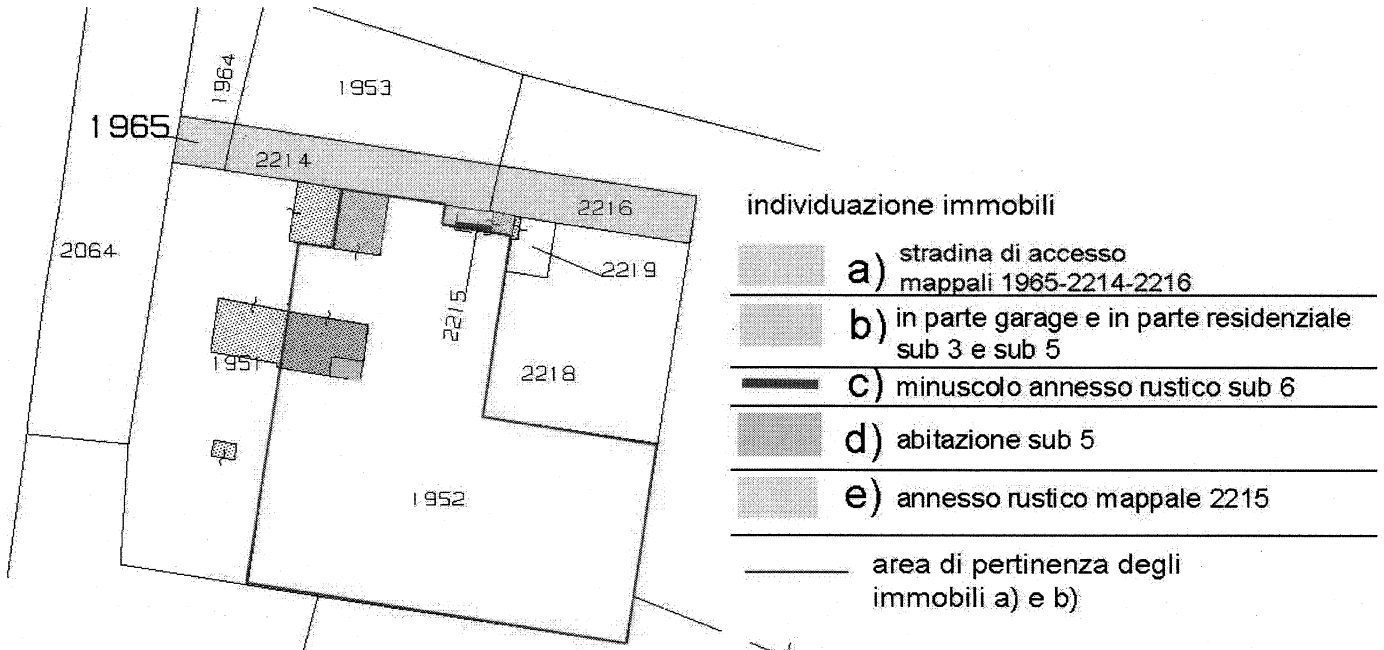 1964
1953
1965
2214
2216
2064
2219
2215
1951
2218
1952
individuazione immobili
a) stradina di accesso
mappali 1965-2214-2216
b) in parte garage e in parte residenziale
sub 3 e sub 5
c) minuscolo annesso rustico sub 6
d) abitazione sub 5
e) annesso rustico mappale 2215
area di pertinenza degli
immobili a) e b)